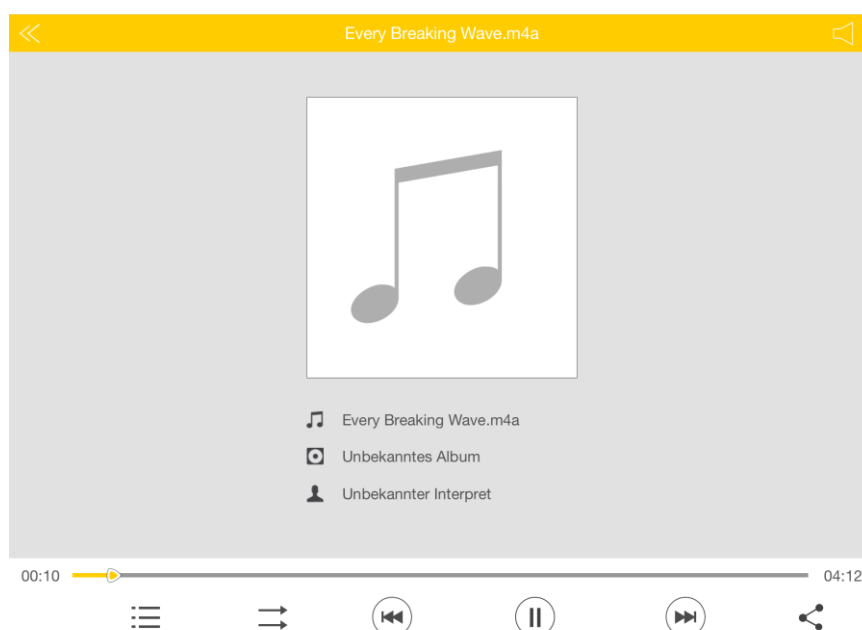 Every Breaking Wave.m4a
Every Breaking Wave.m4a
Unbekanntes Album
Unbekannter Interpret
00:10 04:12